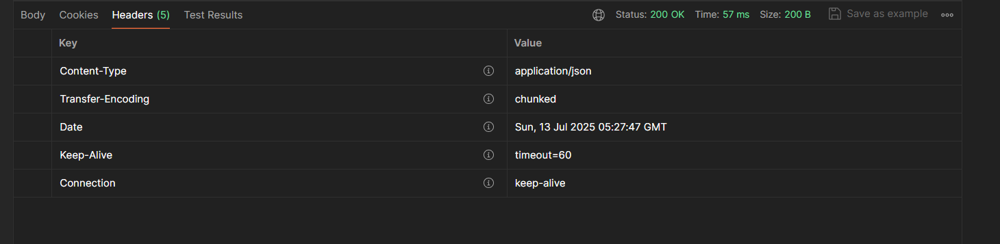 Body Cookies Headers (5) Test Results Status: 200 OK Time: 57 ms Size: 200 B Save as example
Key Value
Content-Type application/json
Transfer-Encoding chunked
Date Sun, 13 Jul 2025 05:27:47 GMT
Keep-Alive timeout=60
Connection keep-alive